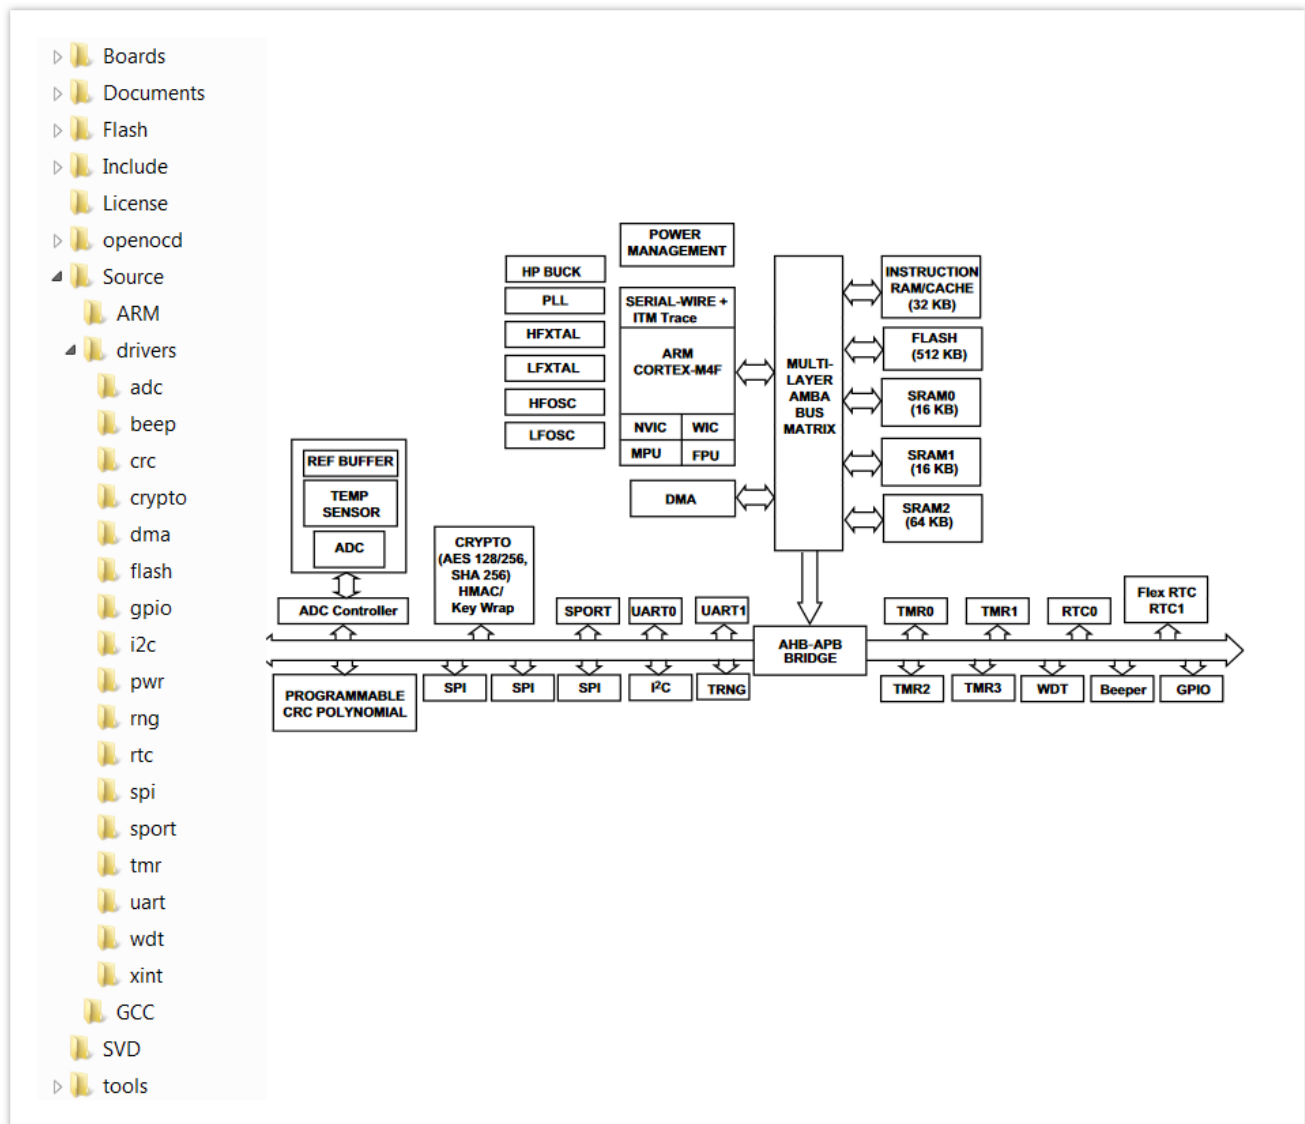 Boards
Documents
Flash
Include
License
openocd
Source
ARM
drivers
adc
beep
crc
crypto
dma
flash
gpio
i2c
pwr
rng
rtc
spi
sport
tmr
uart
wdt
xint
GCC
SVD
tools
POWER
MANAGEMENT
HP BUCK
PLL
HFXTAL
LFXTAL
HFOSC
LFOSC
SERIAL-WIRE +
ITM Trace
ARM
CORTEX-M4F
NVIC
WIC
MPU
FPU
DMA
MULTI-
LAYER
AMBA
BUS
MATRIX
INSTRUCTION
RAM/CACHE
(32 KB)
FLASH
(512 KB)
SRAM0
(16 KB)
SRAM1
(16 KB)
SRAM2
(64 KB)
REF BUFFER
TEMP
SENSOR
ADC
ADC Controller
CRYPTO
(AES 128/256,
SHA 256)
HMAC/
Key Wrap
SPORT
UART0
UART1
AHB-APB
BRIDGE
TMR0
TMR1
RTC0
Flex RTC
RTC1
PROGRAMMABLE
CRC POLYNOMIAL
SPI
SPI
SPI
I²C
TRNG
TMR2
TMR3
WDT
Beeper
GPIO